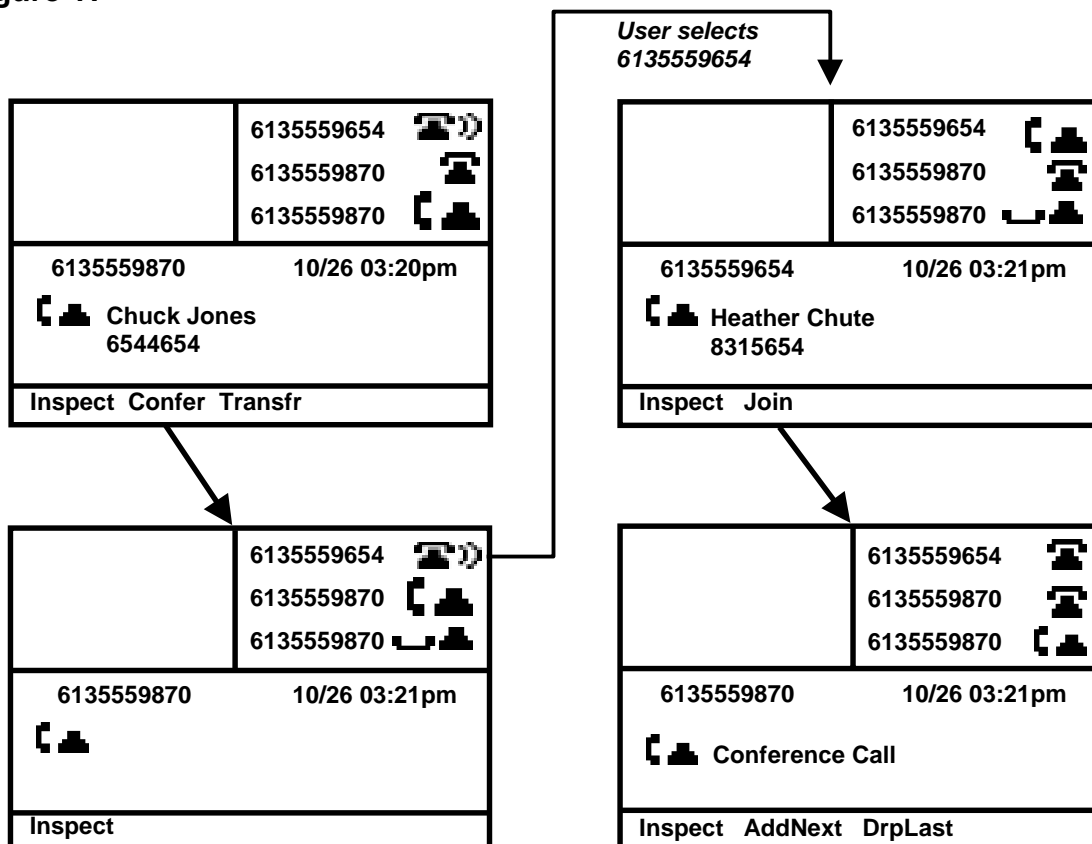 User selects
6135559654
6135559654
6135559870
6135559870
6135559870 10/26 03:20pm
Chuck Jones
6544654
Inspect Confer Transfr
6135559654
6135559870
6135559870
6135559870 10/26 03:21pm
Inspect
6135559654
6135559870
6135559870
6135559654 10/26 03:21pm
Heather Chute
8315654
Inspect Join
6135559654
6135559870
6135559870
6135559870 10/26 03:21pm
Conference Call
Inspect AddNext DrpLast